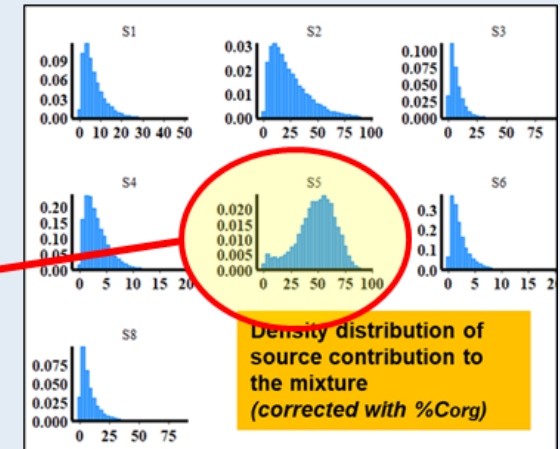 S1 S2 S3
0.09 0.06 0.03 0.00
0 10 20 30 40 50
0.03 0.02 0.01 0.00
0 25 50 75 100
0.100 0.075 0.050 0.025 0.000
0 25 50 75
S4 S5 S6
0.20 0.15 0.10 0.05 0.00
0 5 10 15 20
0.020 0.015 0.010 0.005 0.000
0 25 50 75 100
0.3 0.2 0.1 0.0
0 5 10 15 20
S8
0.075 0.050 0.025 0.000
0 25 50 75
Density distribution of
source contribution to
the mixture
(corrected with %Corg)